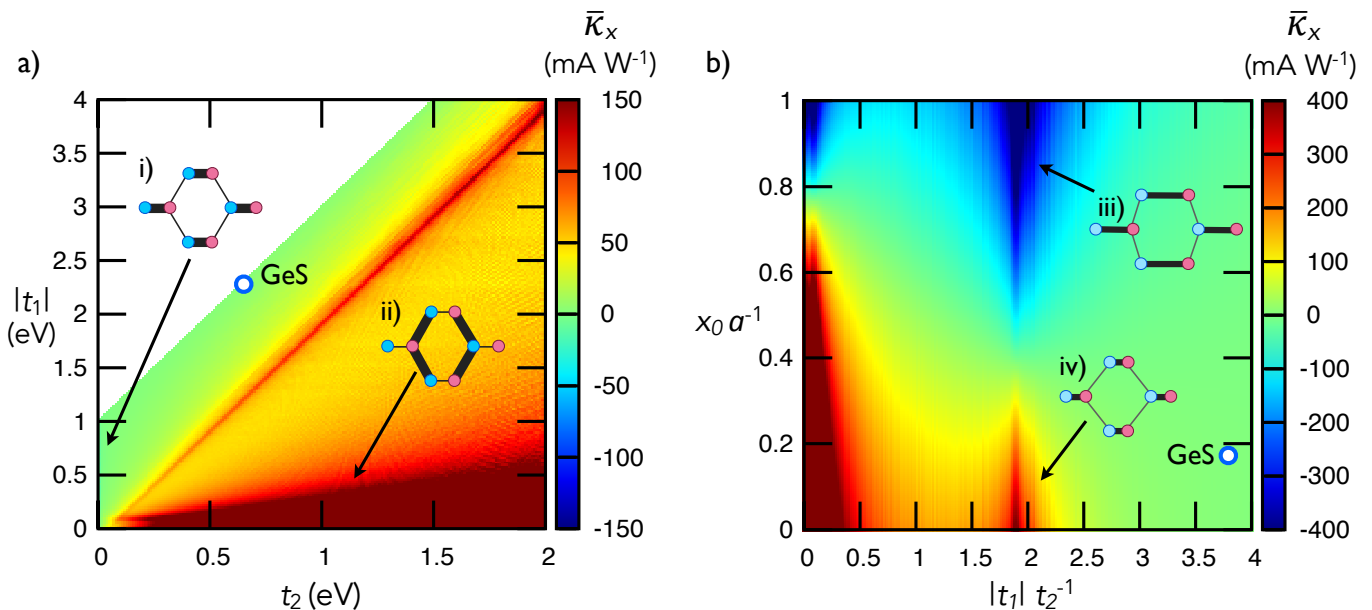 a)
κ̄ₓ
(mA W⁻¹)
4
3.5
3
2.5
2
1.5
1
0.5
0
|t₁|
(eV)
i)
GeS
ii)
0
0.5
1
1.5
2
t₂ (eV)
150
100
50
0
-50
-100
-150
b)
κ̄ₓ
(mA W⁻¹)
1
0.8
0.6
0.4
0.2
0
x₀ a⁻¹
iii)
iv)
GeS
0
0.5
1
1.5
2
2.5
3
3.5
4
|t₁| t₂⁻¹
400
300
200
100
0
-100
-200
-300
-400